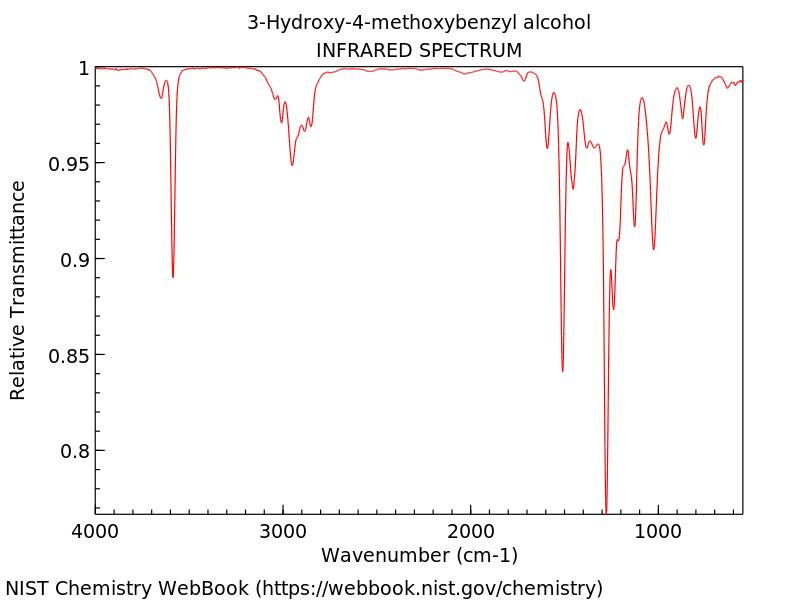 3-Hydroxy-4-methoxybenzyl alcohol
INFRARED SPECTRUM
1
0.95
0.9
0.85
0.8
Relative Transmittance
4000 3000 2000 1000
Wavenumber (cm-1)
NIST Chemistry WebBook (https://webbook.nist.gov/chemistry)